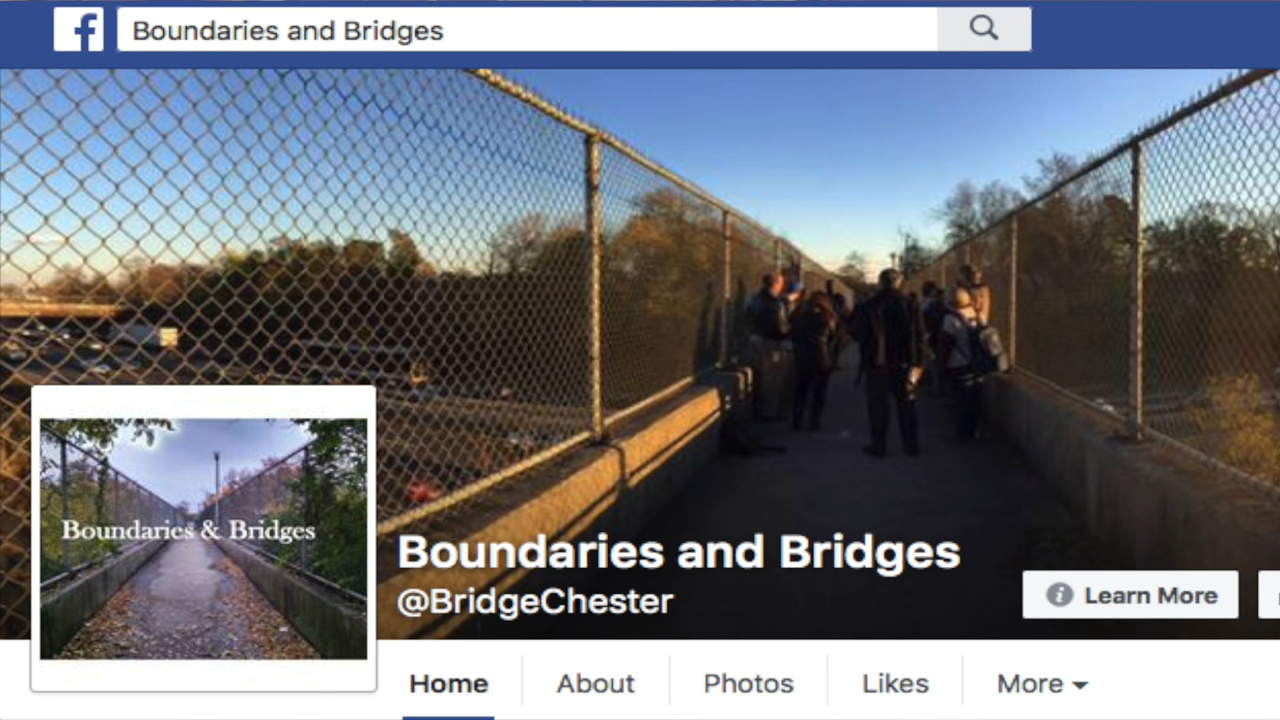 Boundaries and Bridges
Boundaries & Bridges
Boundaries and Bridges
@BridgeChester
Learn More
Home
About
Photos
Likes
More